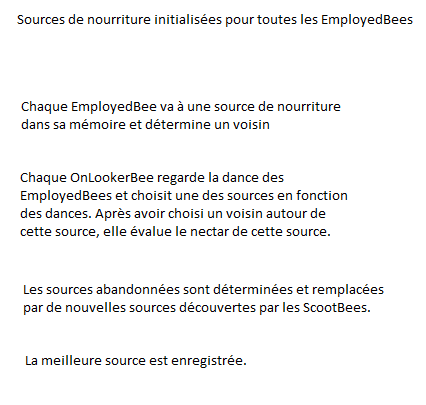 Sources de nourriture initialisées pour toutes les EmployedBees
Chaque EmployedBee va à une source de nourriture
dans sa mémoire et détermine un voisin
Chaque OnLookerBee regarde la dance des
EmployedBees et choisit une des sources en fonction
des dances. Après avoir choisi un voisin autour de
cette source, elle évalue le nectar de cette source.
Les sources abandonnées sont déterminées et remplacées
par de nouvelles sources découvertes par les ScootBees.
La meilleure source est enregistrée.